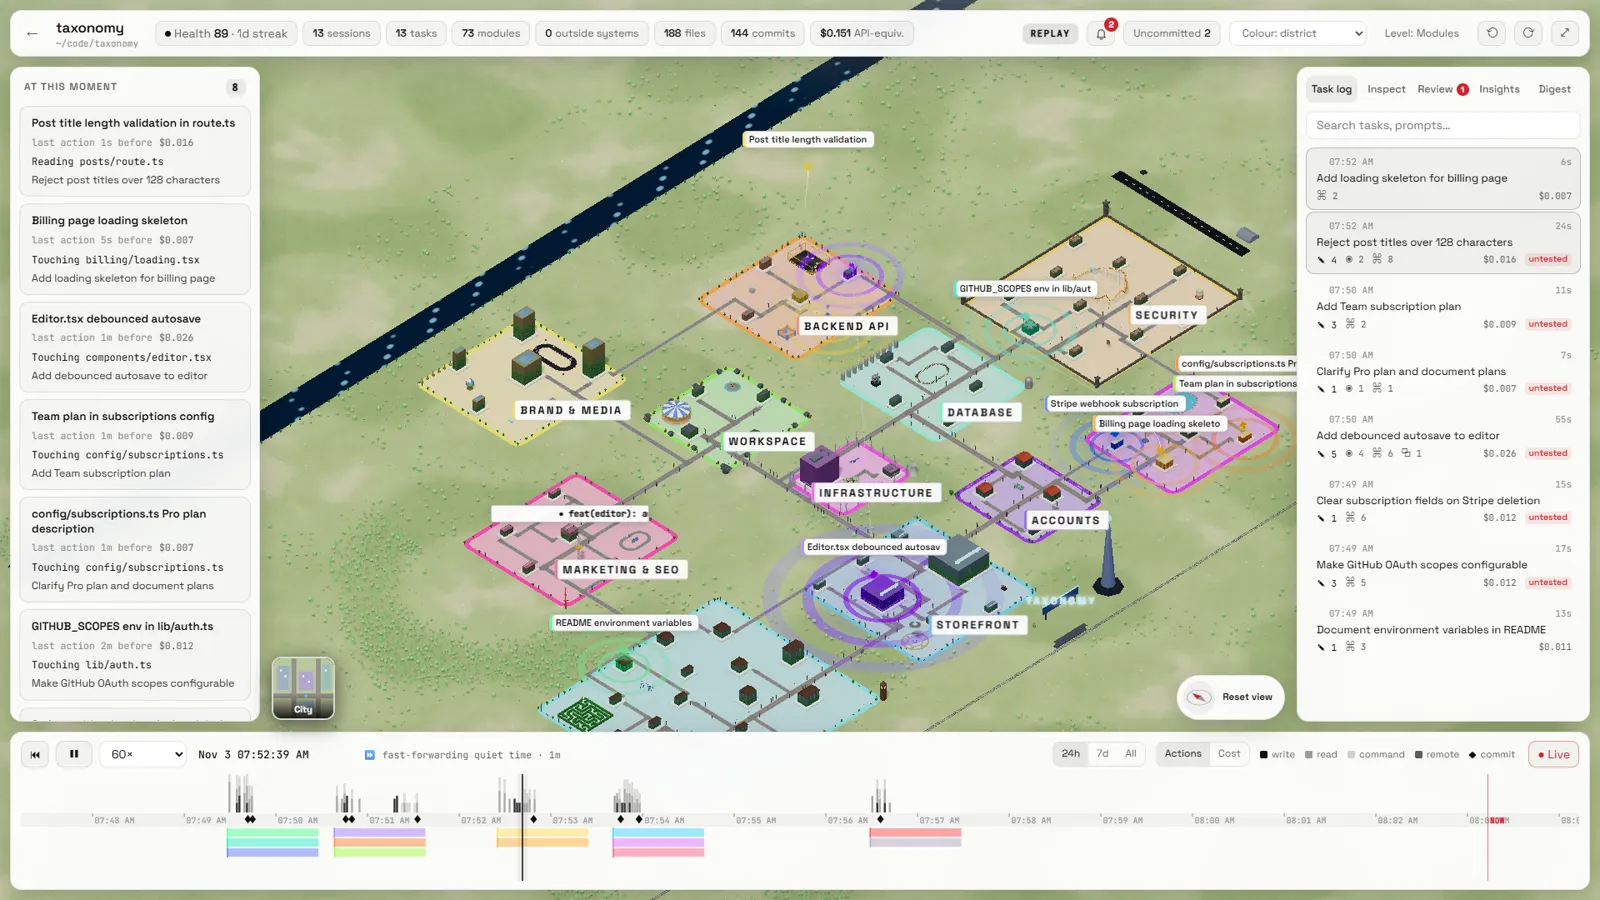 ←
taxonomy
~/code/taxonomy
Health 89 · 1d streak
13 sessions
13 tasks
73 modules
0 outside systems
188 files
144 commits
$0.151 API-equiv.
REPLAY
2
Uncommitted 2
Colour: district
Level: Modules
AT THIS MOMENT
8
Post title length validation in route.ts
last action 1s before $0.016
Reading posts/route.ts
Reject post titles over 128 characters
Billing page loading skeleton
last action 5s before $0.007
Touching billing/loading.tsx
Add loading skeleton for billing page
Editor.tsx debounced autosave
last action 1m before $0.026
Touching components/editor.tsx
Add debounced autosave to editor
Team plan in subscriptions config
last action 1m before $0.009
Touching config/subscriptions.ts
Add Team subscription plan
config/subscriptions.ts Pro plan
description
last action 1m before $0.007
Touching config/subscriptions.ts
Clarify Pro plan and document plans
GITHUB_SCOPES env in lib/auth.ts
last action 2m before $0.012
Touching lib/auth.ts
Make GitHub OAuth scopes configurable
Post title length validation
GITHUB_SCOPES env in lib/aut
SECURITY
BACKEND API
config/subscriptions.ts Pr
Team plan in subscriptions
Stripe webhook subscription
Billing page loading skeleto
BRAND & MEDIA
DATABASE
WORKSPACE
INFRASTRUCTURE
• feat(editor): a
ACCOUNTS
Editor.tsx debounced autosav
MARKETING & SEO
TAXONOMY
README environment variables
STOREFRONT
City
Reset view
Task log
Inspect
Review 1
Insights
Digest
Search tasks, prompts...
07:52 AM 6s
Add loading skeleton for billing page
⌘ 2 $0.007
07:52 AM 24s
Reject post titles over 128 characters
4 2 ⌘ 8 $0.016 untested
07:50 AM 11s
Add Team subscription plan
3 ⌘ 2 $0.009 untested
07:50 AM 7s
Clarify Pro plan and document plans
1 1 ⌘ 1 $0.007 untested
07:50 AM 55s
Add debounced autosave to editor
5 4 ⌘ 6 1 $0.026 untested
07:49 AM 15s
Clear subscription fields on Stripe deletion
1 ⌘ 6 $0.012 untested
07:49 AM 17s
Make GitHub OAuth scopes configurable
3 ⌘ 5 $0.012 untested
07:49 AM 13s
Document environment variables in README
1 ⌘ 3 $0.011
60×
Nov 3 07:52:39 AM
fast-forwarding quiet time · 1m
24h
7d
All
Actions
Cost
write
read
command
remote
commit
Live
07:48 AM
07:49 AM
07:50 AM
07:51 AM
07:52 AM
07:53 AM
07:54 AM
07:55 AM
07:56 AM
07:57 AM
07:58 AM
07:59 AM
08:00 AM
08:01 AM
08:02 AM
NOW